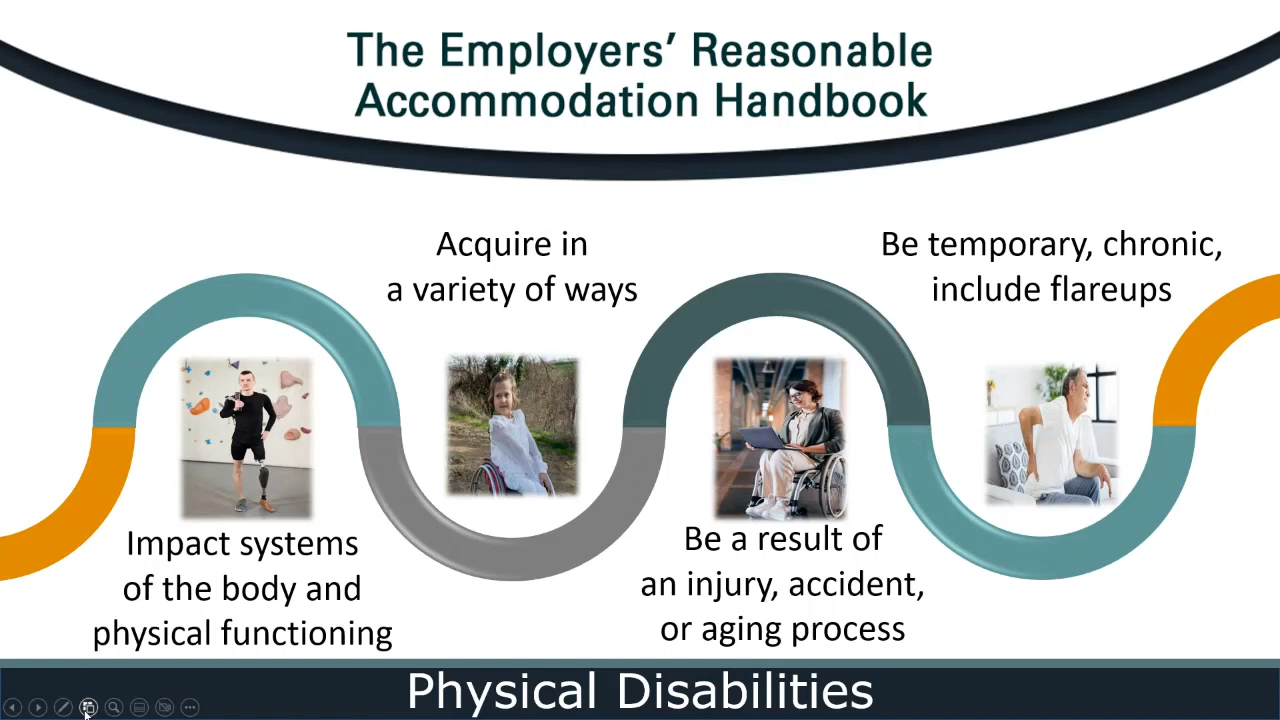 The Employers’ Reasonable
Accommodation Handbook
Acquire in
a variety of ways
Be temporary, chronic,
include flareups
Impact systems
of the body and
physical functioning
Be a result of
an injury, accident,
or aging process
Physical Disabilities